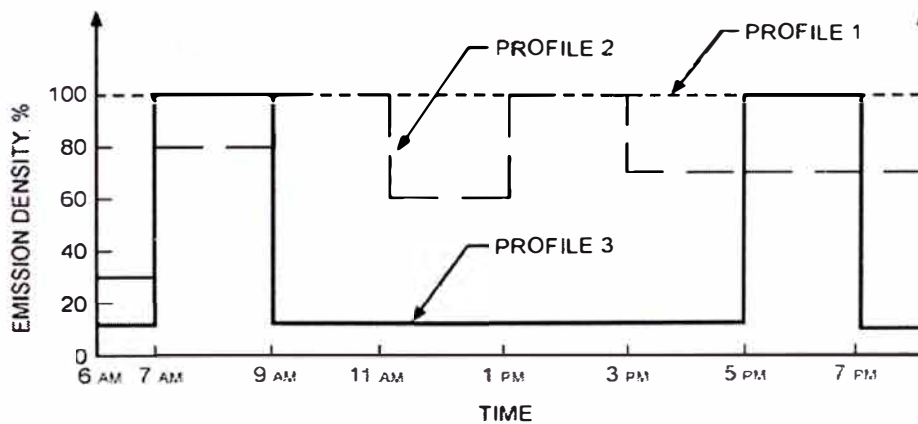 PROFILE 2
PROFILE 1
100
80
60
40
20
0
EMISSION DENSITY, %
PROFILE 3
6 AM 7 AM 9 AM 11 AM 1 PM 3 PM 5 PM 7 PM
TIME